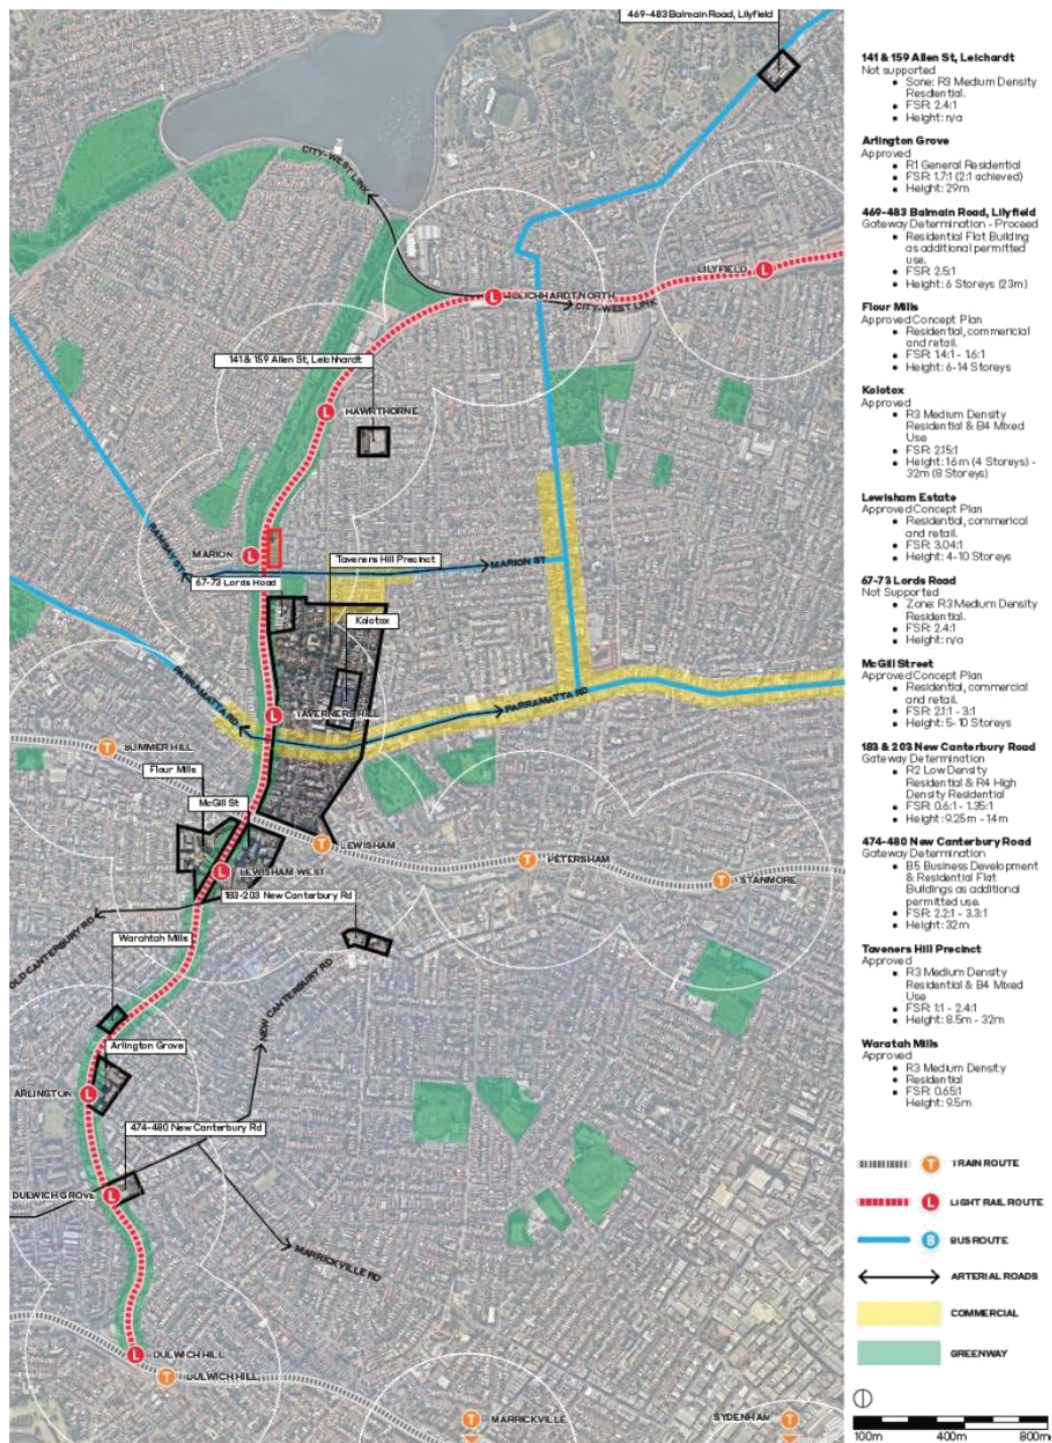 469-483 Balmain Road, Lilyfield
CITY-WEST LINK
LILYFIELD
L
L
LEICHHARDT NORTH
CITY-WEST LINK
141 & 159 Allen St, Leichhardt
L
HAWTHORNE
RAMSAY ST
MARION
L
Taveners Hill Precinct
MARION ST
67-73 Lords Road
Kolotox
PARRAMATTA RD
PARRAMATTA RD
L
TAVERNERS HILL
T
SUMMER HILL
Flour Mills
McGill St
T
LEWISHAM
T
PETERSHAM
L
LEWISHAM WEST
T
STANMORE
183-203 New Canterbury Rd
OLD CANTERBURY RD
Warahtah Mills
NEW CANTERBURY RD
Arlington Grove
ARLINGTON
L
474-480 New Canterbury Rd
DULWICH GROVE
L
MARRICKVILLE RD
L
DULWICH HILL
T
DULWICH HILL
T
MARRICKVILLE
SYDENHAM
T
141 & 159 Allen St, Leichardt
Not supported
• Sone: R3 Medium Density
Residential.
• FSR: 2.4:1
• Height: n/a
Arlington Grove
Approved
• R1 General Residential
• FSR: 1.7:1 (2:1 achieved)
• Height: 29m
469-483 Balmain Road, Lilyfield
Gateway Determination - Proceed
• Residential Flat Building
as additional permitted
use.
• FSR: 2.5:1
• Height: 6 Storeys (23m)
Flour Mills
Approved Concept Plan
• Residential, commericial
and retail.
• FSR: 1.4:1 - 1.6:1
• Height: 6-14 Storeys
Kolotox
Approved
• R3 Medium Density
Residential & B4 Mixed
Use
• FSR: 2.15:1
• Height: 16m (4 Storeys) -
32m (8 Storeys)
Lewisham Estate
Approved Concept Plan
• Residential, commerical
and retail.
• FSR: 3.04:1
• Height: 4-10 Storeys
67-73 Lords Road
Not Supported
• Zone: R3 Medium Density
Residential.
• FSR: 2.4:1
• Height: n/a
McGill Street
Approved Concept Plan
• Residential, commercial
and retail.
• FSR: 2.1:1 - 3:1
• Height: 5-10 Storeys
183 & 203 New Canterbury Road
Gateway Determination
• R2 Low Density
Residential & R4 High
Density Residential
• FSR: 0.6:1 - 1.35:1
• Height: 9.25m - 14m
474-480 New Canterbury Road
Gateway Determination
• B5 Business Development
& Residential Flat
Buildings as additional
permitted use.
• FSR: 2.2:1 - 3.3:1
• Height: 32m
Taveners Hill Precinct
Approved
• R3 Medium Density
Residential & B4 Mixed
Use
• FSR: 1:1 - 2.4:1
• Height: 8.5m - 32m
Waratah Mills
Approved
• R3 Medium Density
• Residential
• FSR: 0.65:1
Height: 9.5m
T TRAIN ROUTE
L LIGHT RAIL ROUTE
B BUS ROUTE
ARTERIAL ROADS
COMMERCIAL
GREENWAY
100m 400m 800m